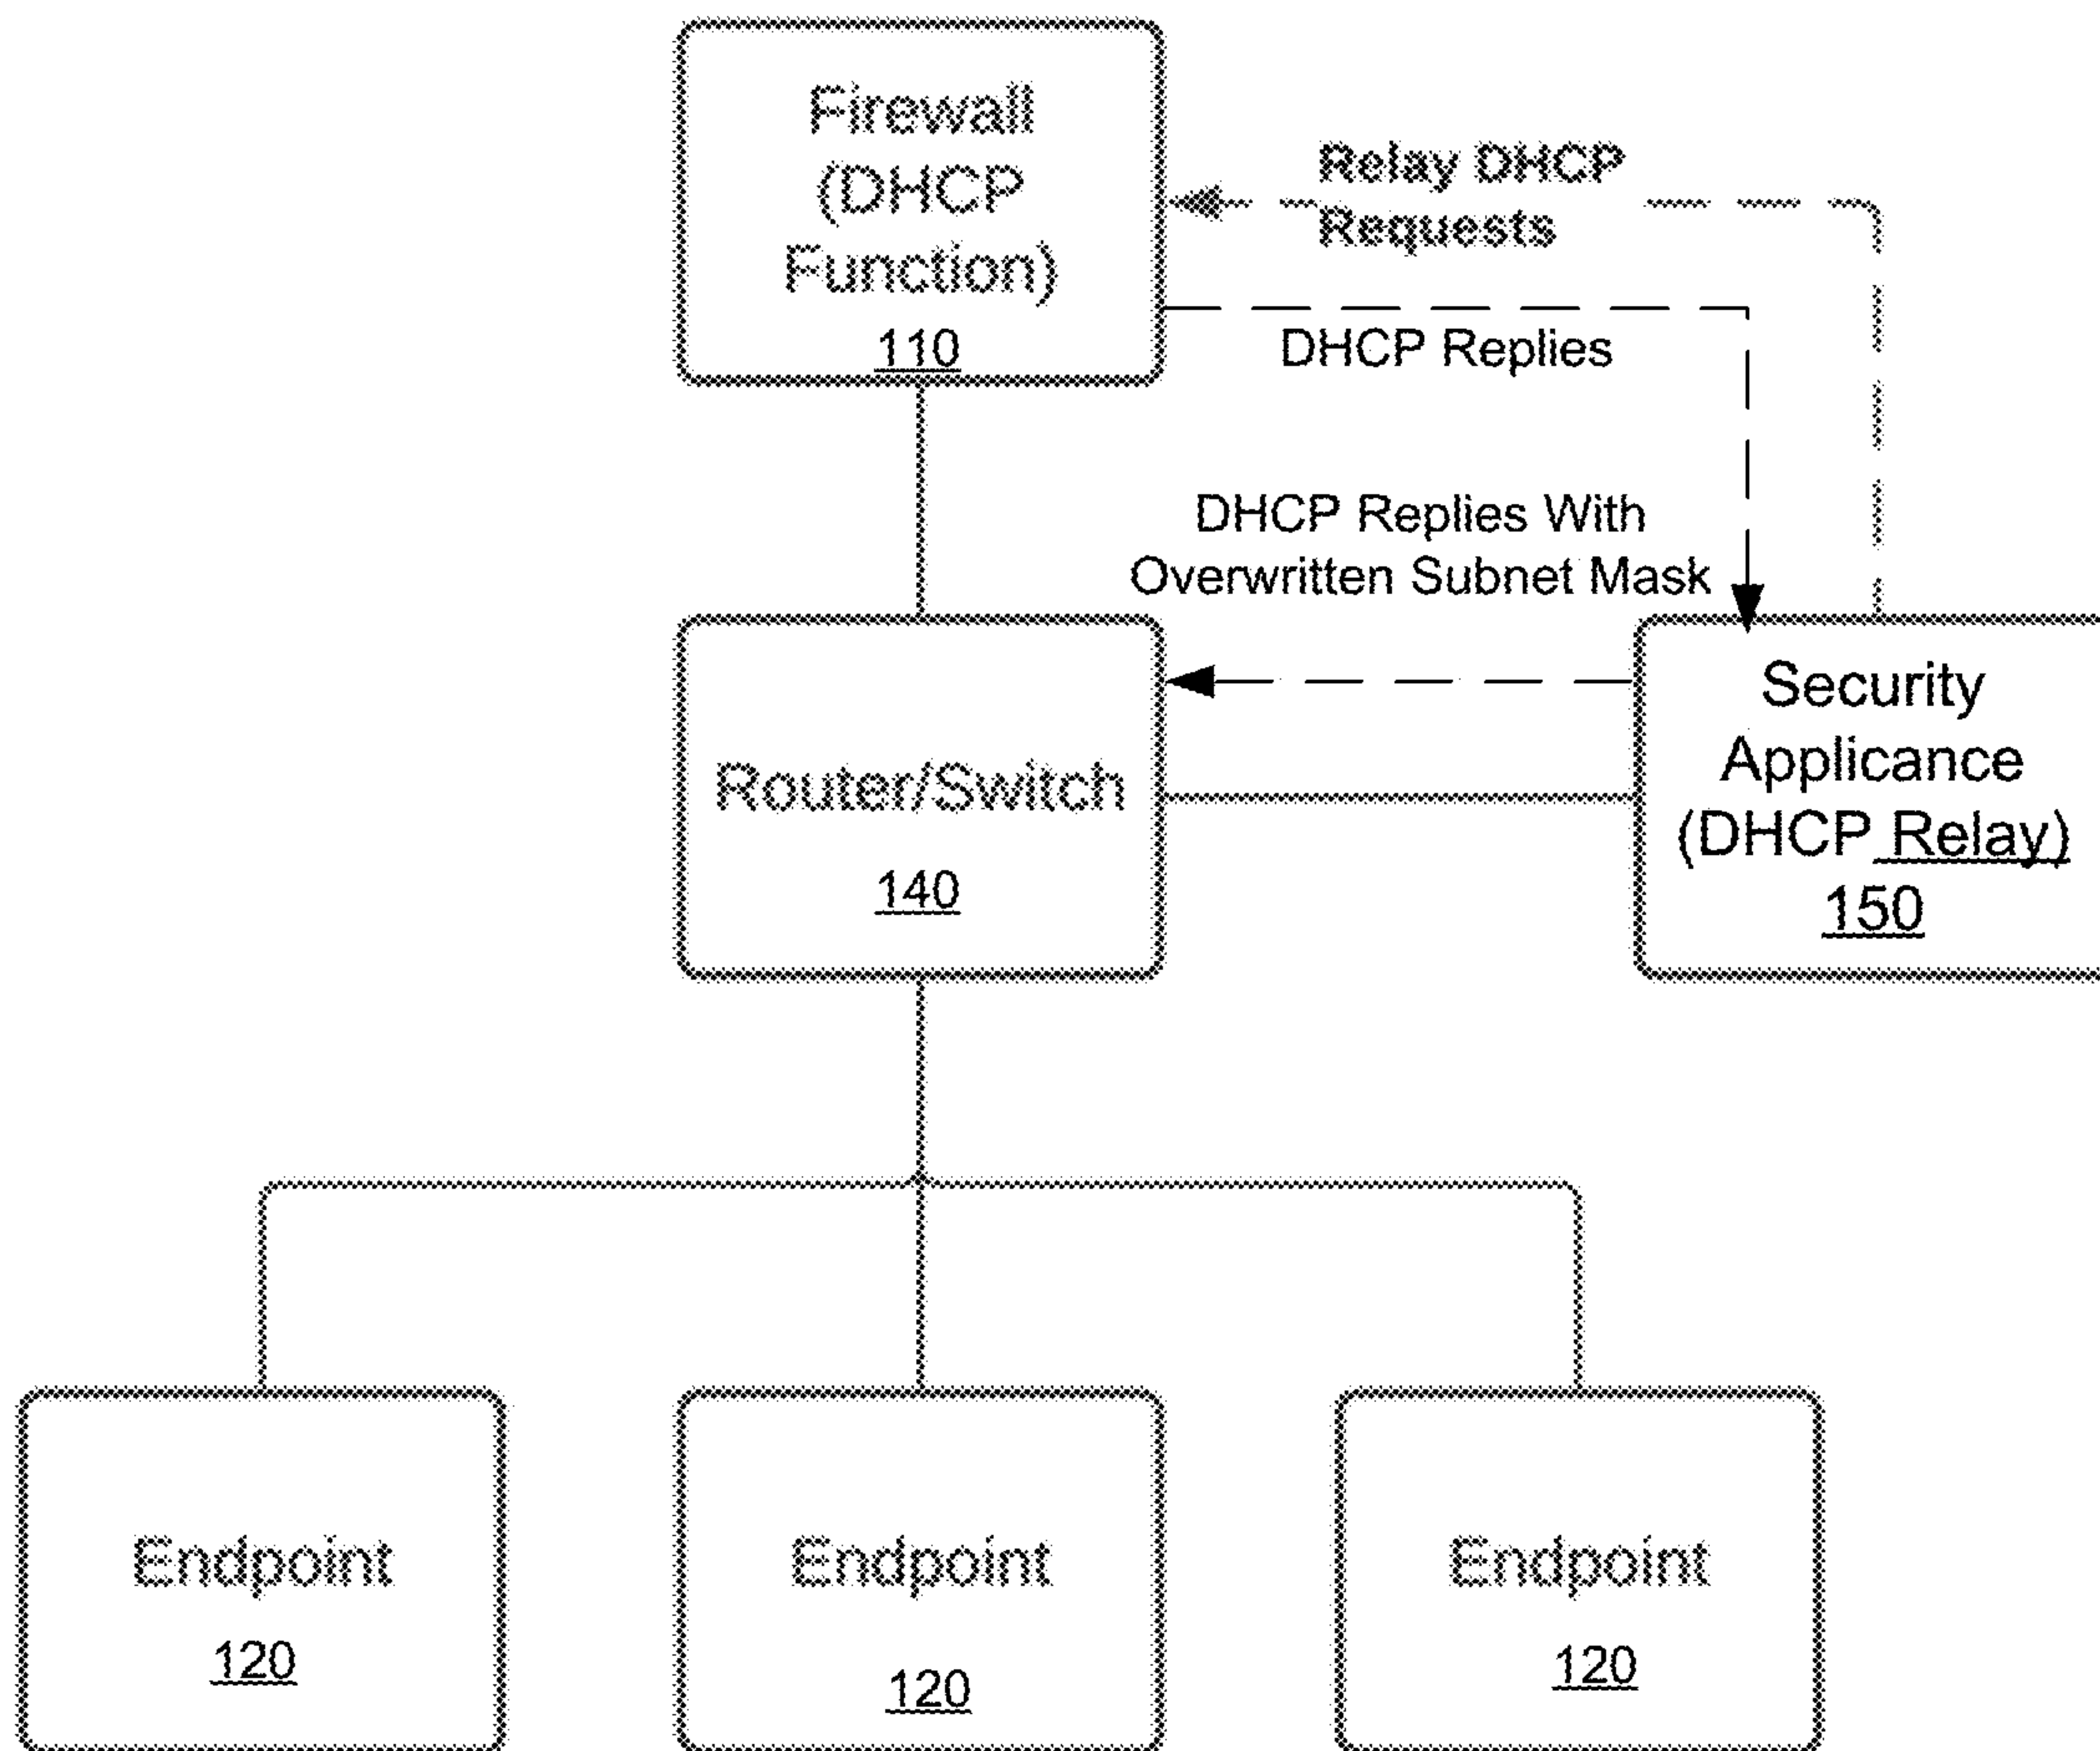 Firewall
(DHCP
Function)
110
Relay DHCP
Requests
DHCP Replies
DHCP Replies With
Overwritten Subnet Mask
Router/Switch
140
Security
Applicance
(DHCP Relay)
150
Endpoint
120
Endpoint
120
Endpoint
120